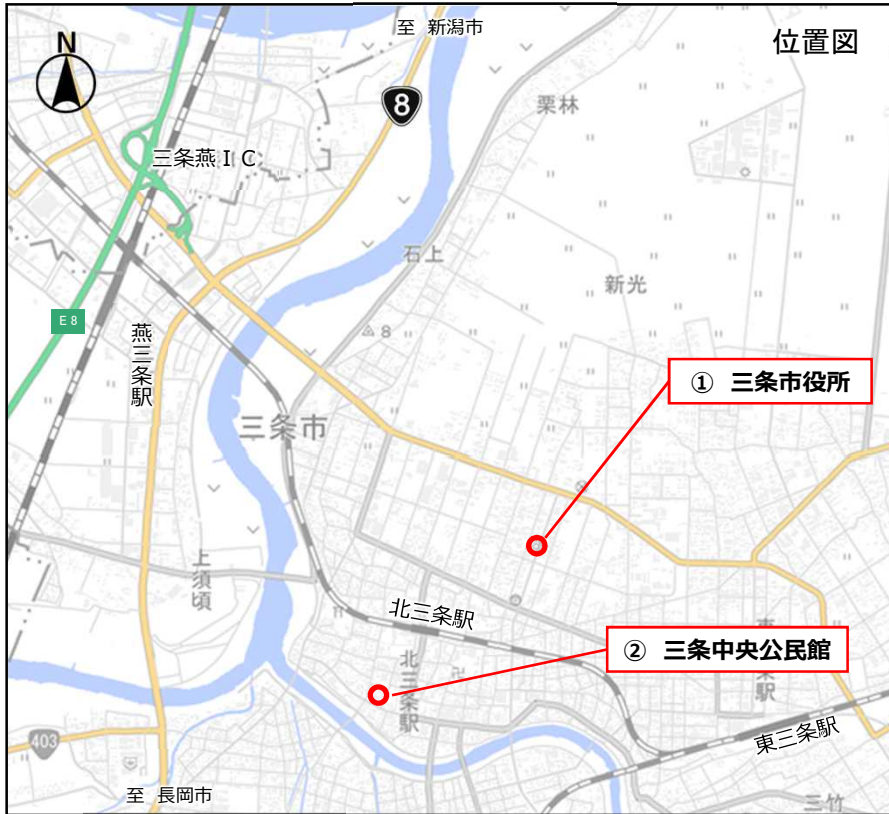 位置図
至 新潟市
N
8
栗林
三条燕IC
石上
新光
8
E8
燕三条駅
① 三条市役所
三条市
上須頃
北三条駅
② 三条中央公民館
北三条駅
東三条駅
403
至 長岡市
三竹